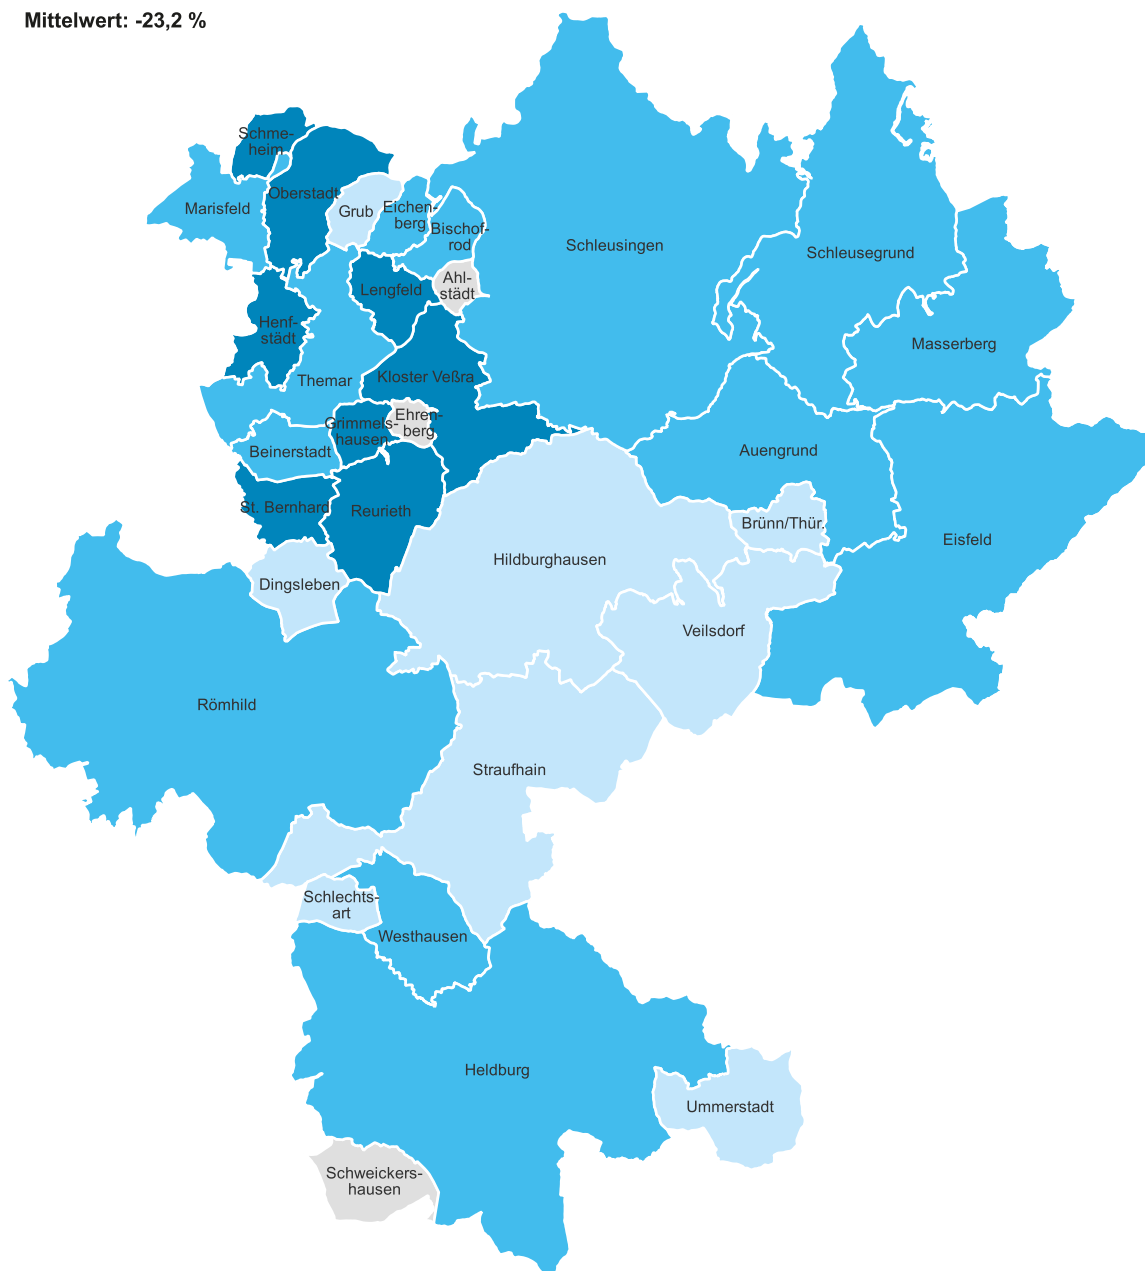 Mittelwert: -23,2 %
Schme-
heim
Oberstadt
Marisfeld
Grub
Eichen-
berg
Bischof-
rod
Schleusingen
Schleusegrund
Ahl-
städt
Lengfeld
Henf-
städt
Masserberg
Themar
Kloster Veßra
Ehren-
berg
Grimmels-
hausen
Beinerstadt
Auengrund
St. Bernhard
Reurieth
Brünn/Thür.
Eisfeld
Hildburghausen
Dingsleben
Veilsdorf
Römhild
Straufhain
Schlechts-
art
Westhausen
Heldburg
Ummerstadt
Schweickers-
hausen